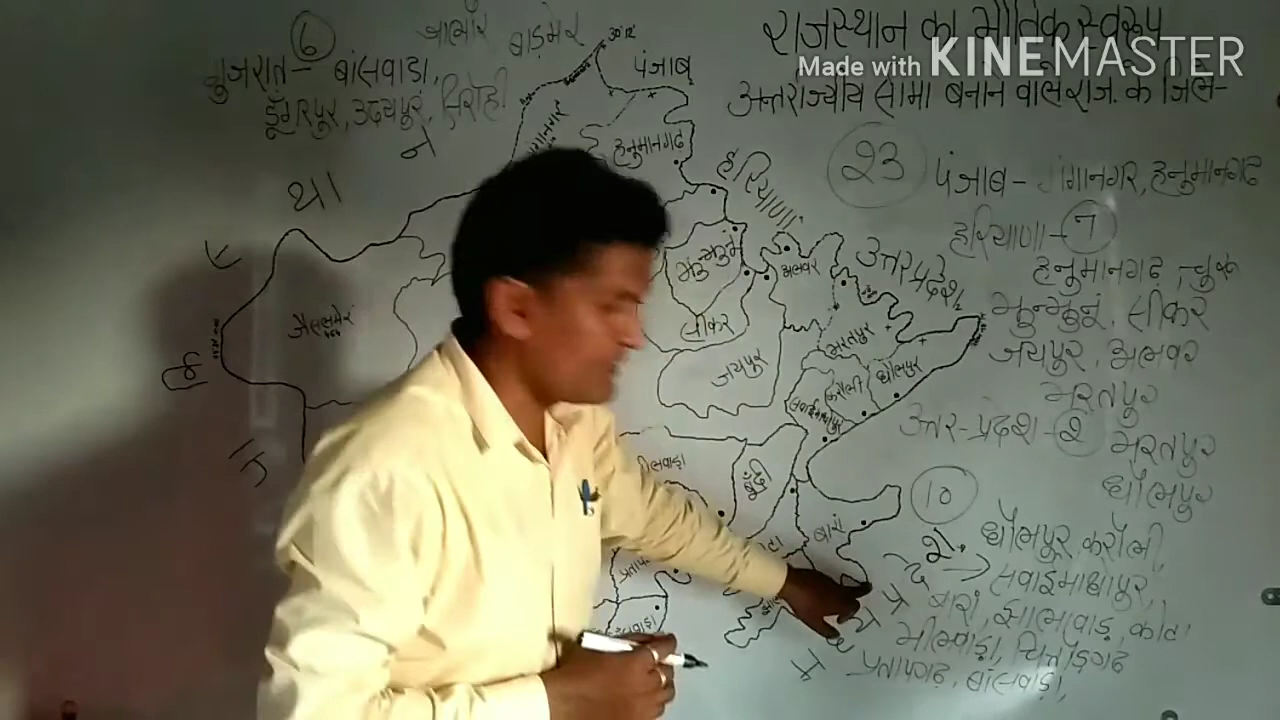 राजस्थान का भौतिक स्वरूप
Made with KINEMASTER
अन्तर्राज्यीय सीमा बनाने वाले राज. के जिले-
6
जालौर बाड़मेर
गुजरात- बांसवाड़ा,
डूँगरपुर, उदयपुर, सिरोही
23
पंजाब- गंगानगर, हनुमानगढ
हरियाणा- 7
हनुमानगढ, चुरू
झुन्झुनूं, सीकर
जयपुर, अलवर
भरतपुर
उत्तर-प्रदेश- 2 भरतपुर
धौलपुर
10
धौलपुर, करौली,
सवाईमाधोपुर,
बारां, झालावाड़, कोटा
भीलवाड़ा, चित्तौड़गढ
प्रतापगढ़, बांसवाड़ा,
पंजाब
गंगानगर
हनुमानगढ़
हरियाणा
झुन्झुनूं
सीकर
अलवर
उत्तर प्रदेश
जैसलमेर
जयपुर
भरतपुर
करौली
धौलपुर
सवाईमाधोपुर
भीलवाड़ा
बूँदी
बारां